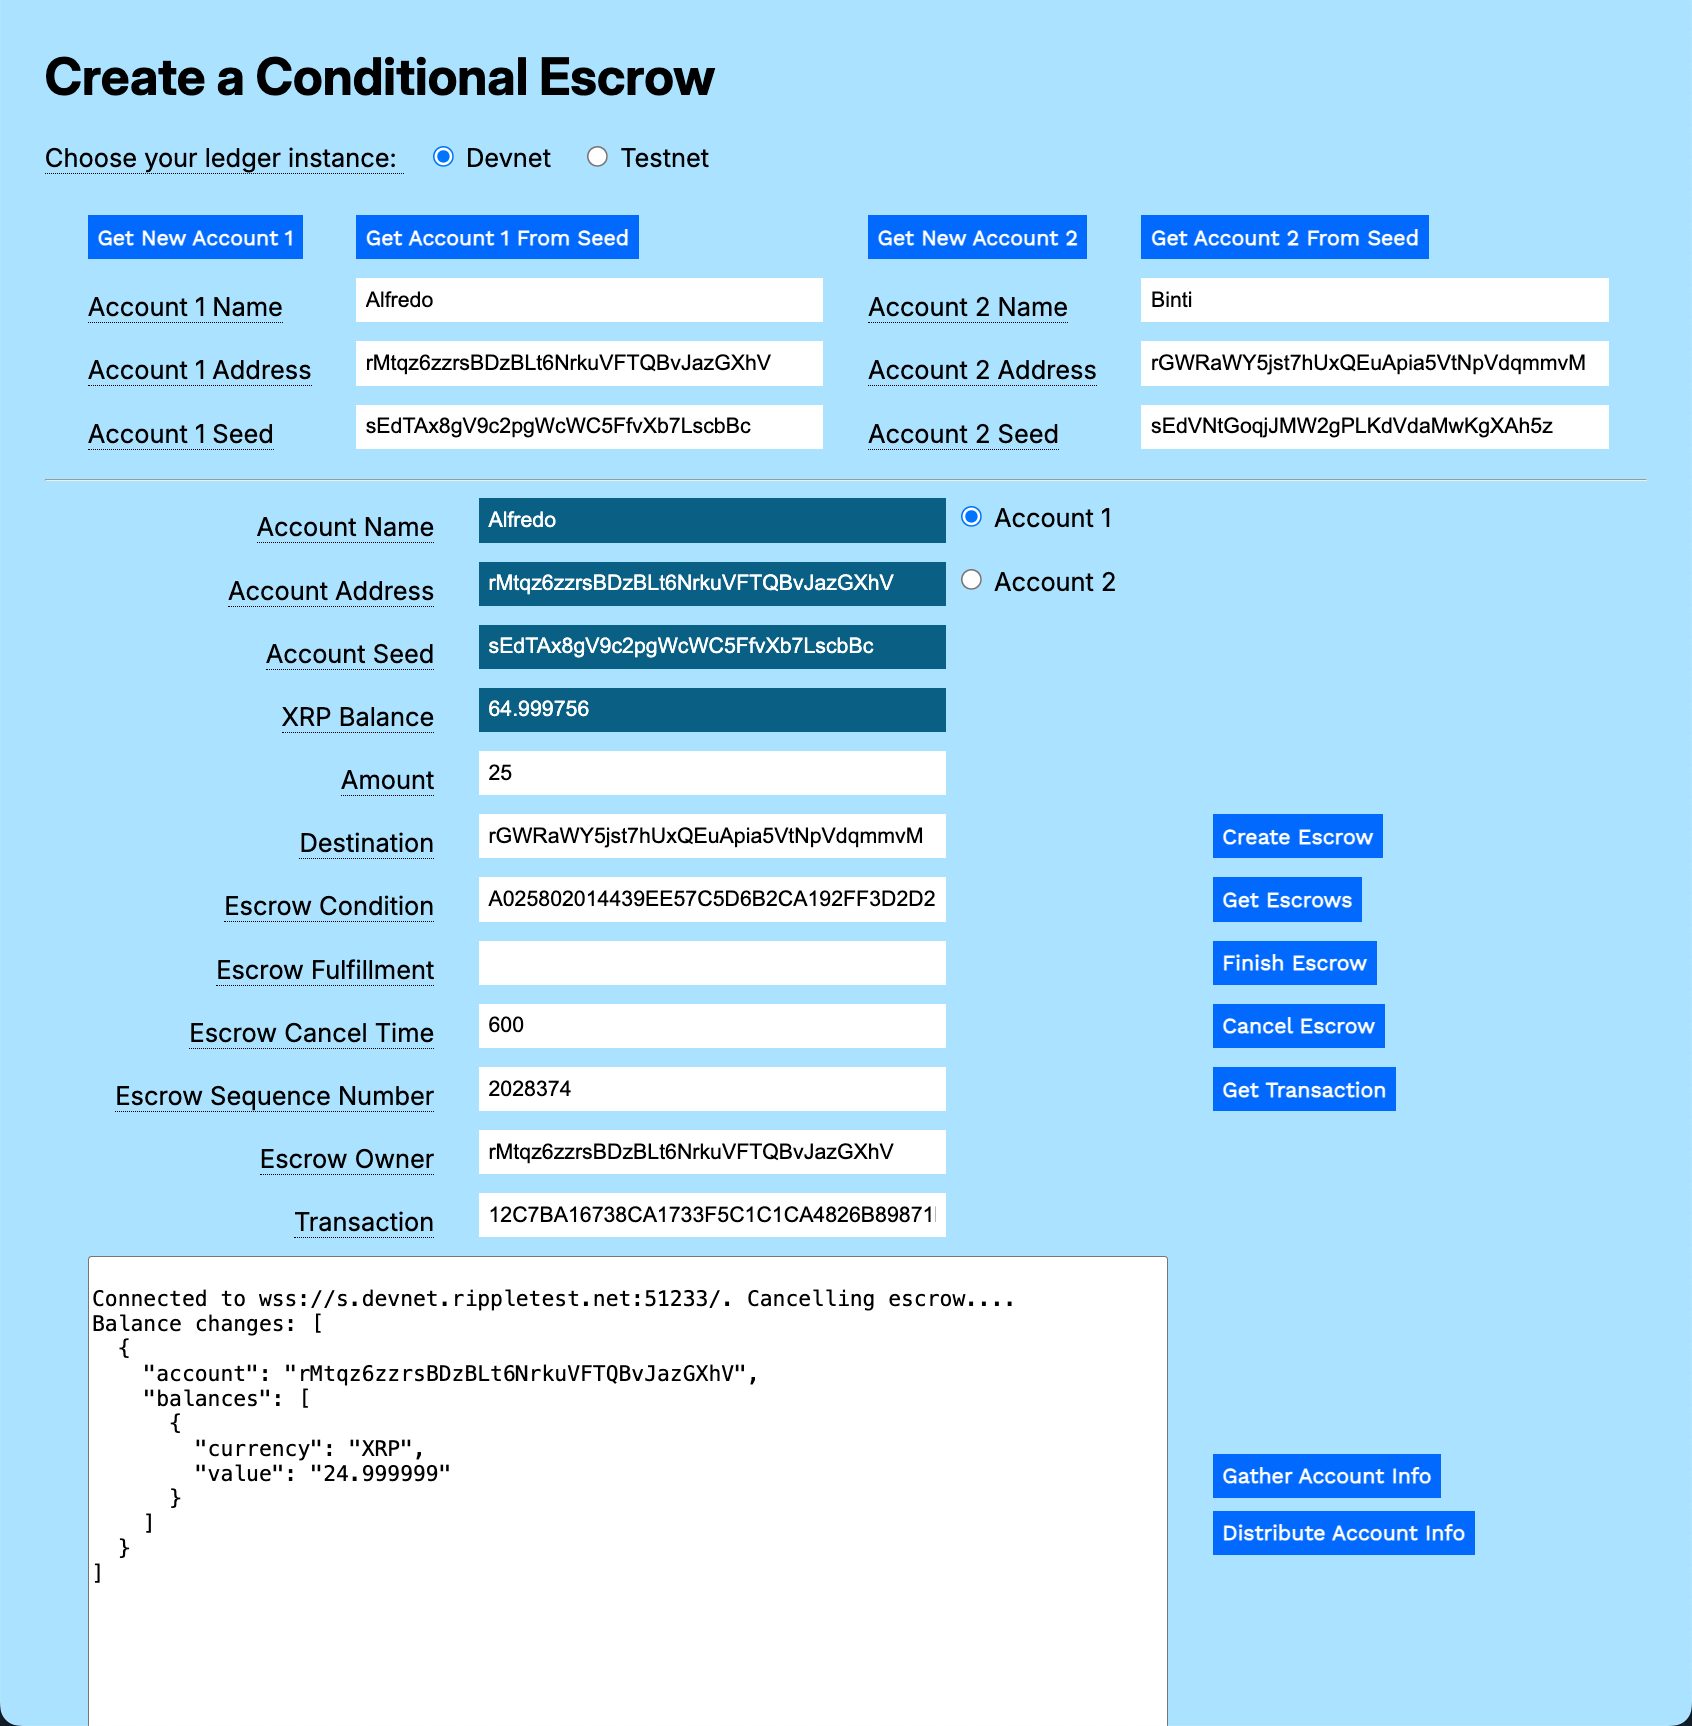 Create a Conditional Escrow
Choose your ledger instance: Devnet Testnet
Get New Account 1 Get Account 1 From Seed Get New Account 2 Get Account 2 From Seed
Account 1 Name Alfredo Account 2 Name Binti
Account 1 Address rMtqz6zzrsBDzBLt6NrkuVFTQBvJazGXhV Account 2 Address rGWRaWY5jst7hUxQEuApia5VtNpVdqmmvM
Account 1 Seed sEdTAx8gV9c2pgWcWC5FfvXb7LscbBc Account 2 Seed sEdVNtGoqjJMW2gPLKdVdaMwKgXAh5z
Account Name Alfredo Account 1
Account Address rMtqz6zzrsBDzBLt6NrkuVFTQBvJazGXhV Account 2
Account Seed sEdTAx8gV9c2pgWcWC5FfvXb7LscbBc
XRP Balance 64.999756
Amount 25
Destination rGWRaWY5jst7hUxQEuApia5VtNpVdqmmvM Create Escrow
Escrow Condition A025802014439EE57C5D6B2CA192FF3D2D2 Get Escrows
Escrow Fulfillment Finish Escrow
Escrow Cancel Time 600 Cancel Escrow
Escrow Sequence Number 2028374 Get Transaction
Escrow Owner rMtqz6zzrsBDzBLt6NrkuVFTQBvJazGXhV
Transaction 12C7BA16738CA1733F5C1C1CA4826B89871
Connected to wss://s.devnet.rippletest.net:51233/. Cancelling escrow....
Balance changes: [
{
"account": "rMtqz6zzrsBDzBLt6NrkuVFTQBvJazGXhV",
"balances": [
{
"currency": "XRP",
"value": "24.999999"
}
]
}
]
Gather Account Info
Distribute Account Info